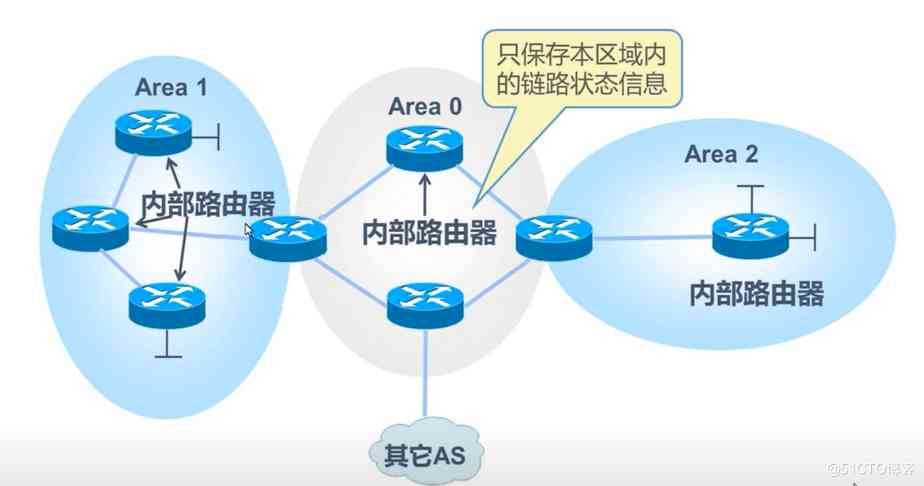 只保存本区域内
的链路状态信息
Area 1
Area 0
Area 2
内部路由器
内部路由器
内部路由器
其它AS
@51CTO博客